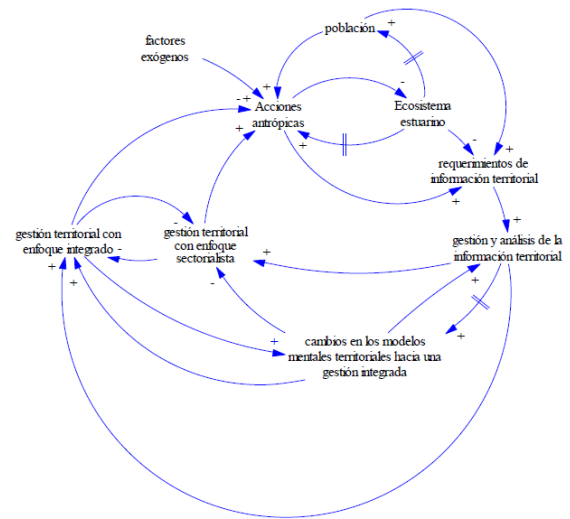 población
+
+
factores
exógenos
+
+
-
- +
Acciones
antrópicas
Ecosistema
estuarino
+
+
+
-
+
requerimientos de
información territorial
+
+
gestión territorial con
enfoque integrado
-
-
gestión territorial
con enfoque
sectorialista
gestión y análisis de la
información territorial
+
+
+
-
+
+
+
cambios en los modelos
mentales territoriales hacia una
gestión integrada